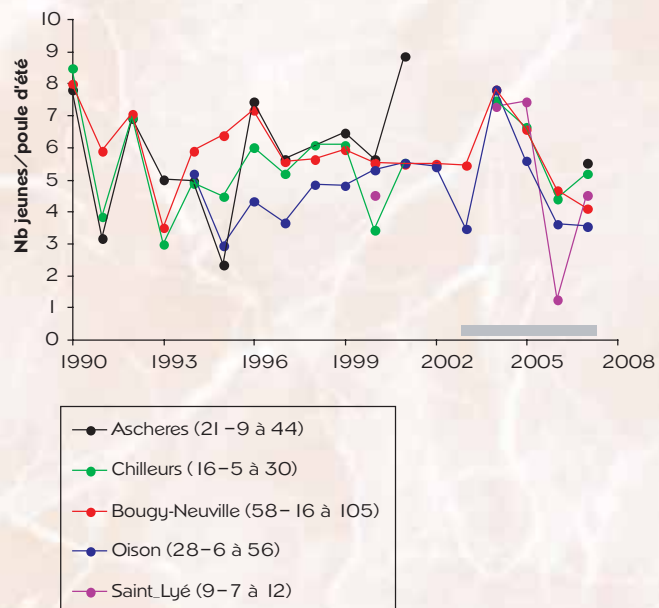 Nb jeunes/poule d'été
10
9
8
7
6
5
4
3
2
1
0
1990 1993 1996 1999 2002 2005 2008
Ascheres (21-9 à 44)
Chilleurs (16-5 à 30)
Bougy-Neuville (58-16 à 105)
Oison (28-6 à 56)
Saint_Lyé (9-7 à 12)